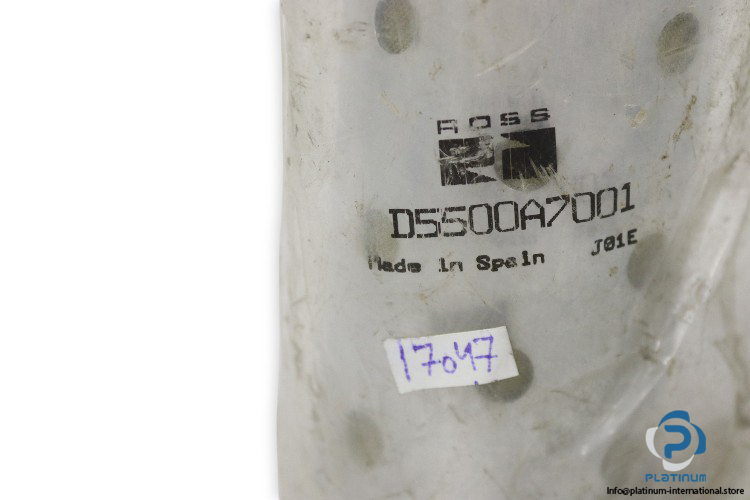 ROSS
D5500A7001
Made in Spain J01E
17047
PLATINUM
Info@platinum-international.store